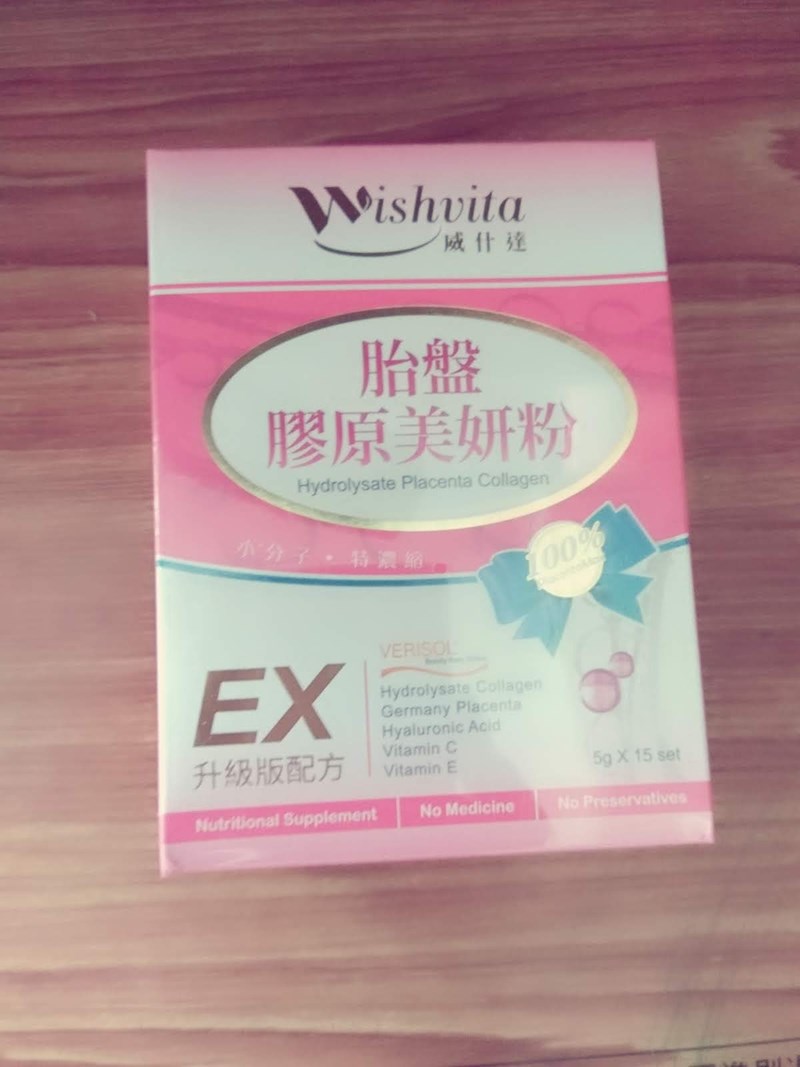 Wishvita
威什達
胎盤
膠原美妍粉
Hydrolysate Placenta Collagen
小分子・特濃縮
100%
EX
升級版配方
VERISOL
Hydrolysate Collagen
Germany Placenta
Hyaluronic Acid
Vitamin C
Vitamin E
5g X 15 set
Nutritional Supplement
No Medicine
No Preservatives